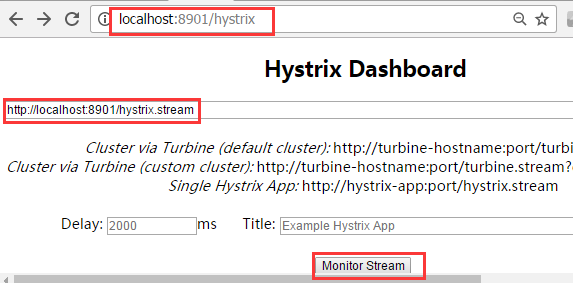 localhost:8901/hystrix
Hystrix Dashboard
http://localhost:8901/hystrix.stream
Cluster via Turbine (default cluster): http://turbine-hostname:port/turbi
Cluster via Turbine (custom cluster): http://turbine-hostname:port/turbine.stream?
Single Hystrix App: http://hystrix-app:port/hystrix.stream
Delay: 2000 ms Title: Example Hystrix App
Monitor Stream